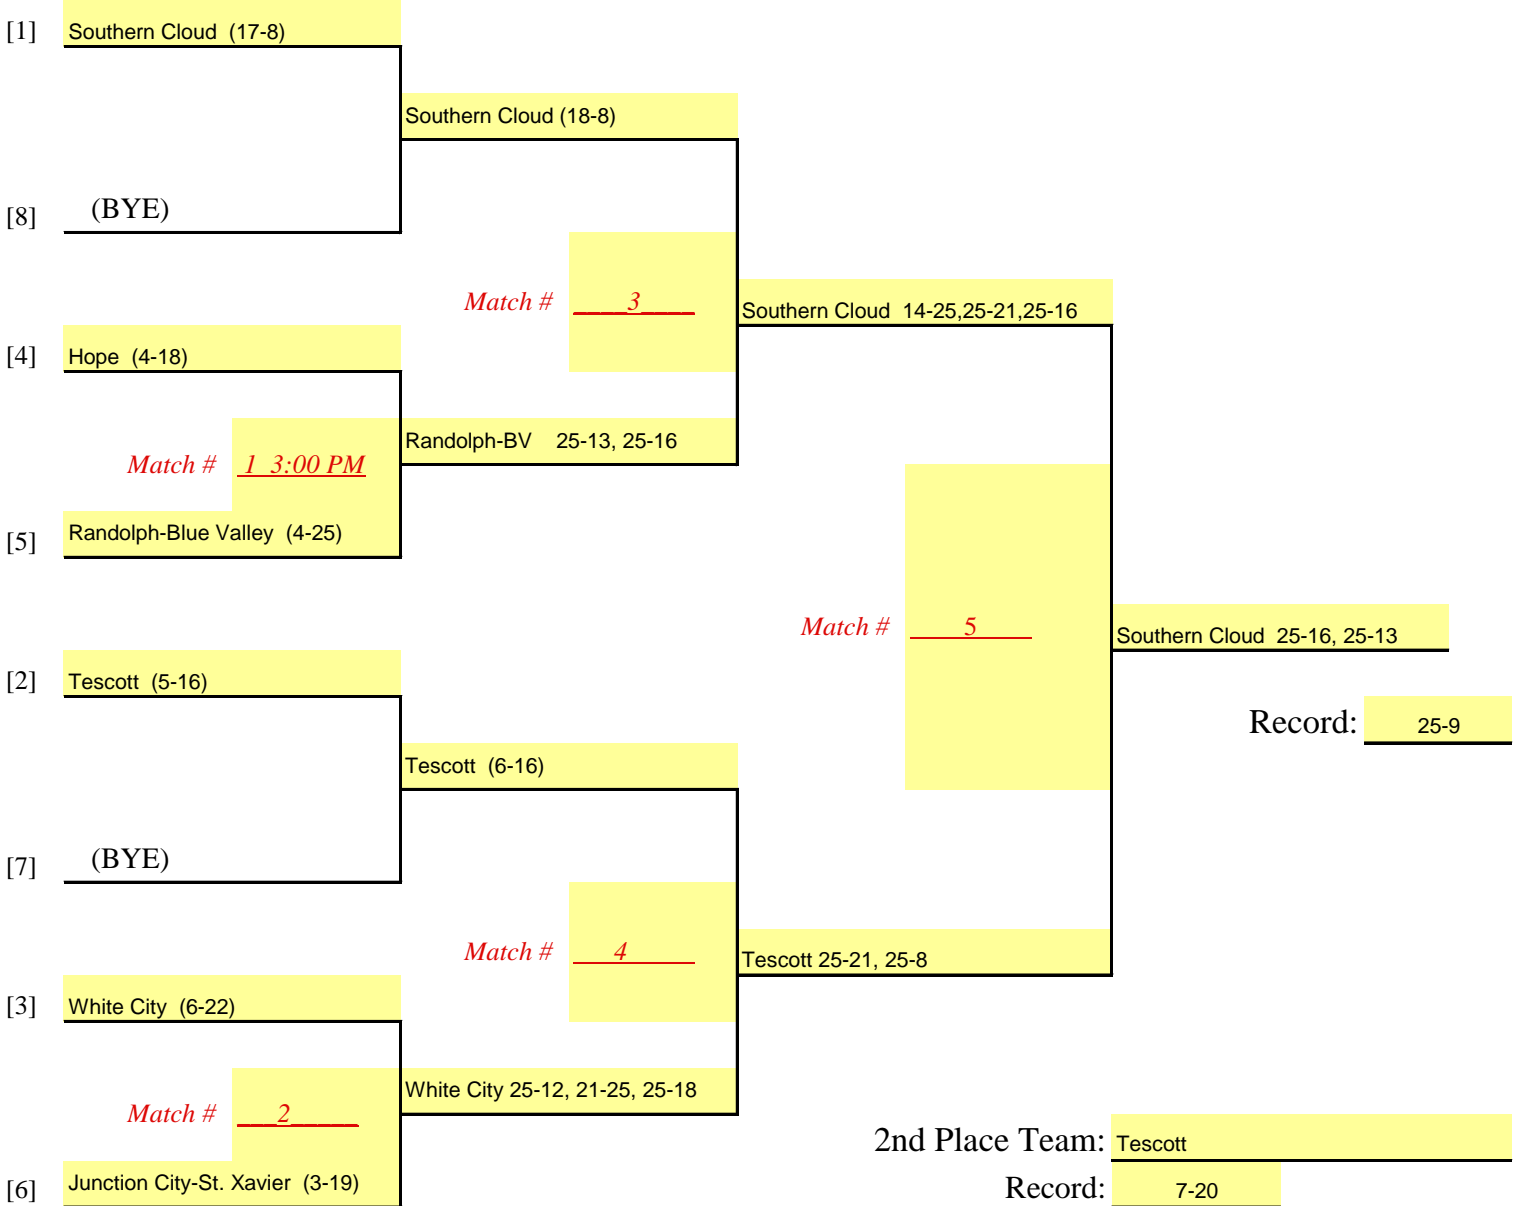 [1] Southern Cloud (17-8)
Southern Cloud (18-8)
[8] (BYE)
Match # 3
Southern Cloud 14-25,25-21,25-16
[4] Hope (4-18)
Randolph-BV 25-13, 25-16
Match # 1 3:00 PM
[5] Randolph-Blue Valley (4-25)
Match # 5
Southern Cloud 25-16, 25-13
[2] Tescott (5-16)
Record: 25-9
Tescott (6-16)
[7] (BYE)
Match # 4
Tescott 25-21, 25-8
[3] White City (6-22)
White City 25-12, 21-25, 25-18
Match # 2
2nd Place Team: Tescott
[6] Junction City-St. Xavier (3-19)
Record: 7-20